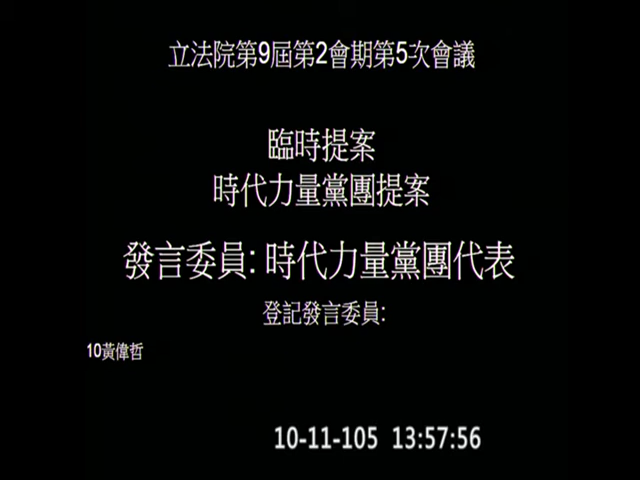 立法院第9屆第2會期第5次會議
臨時提案
時代力量黨團提案
發言委員: 時代力量黨團代表
登記發言委員:
10黃偉哲
10-11-105 13:57:56